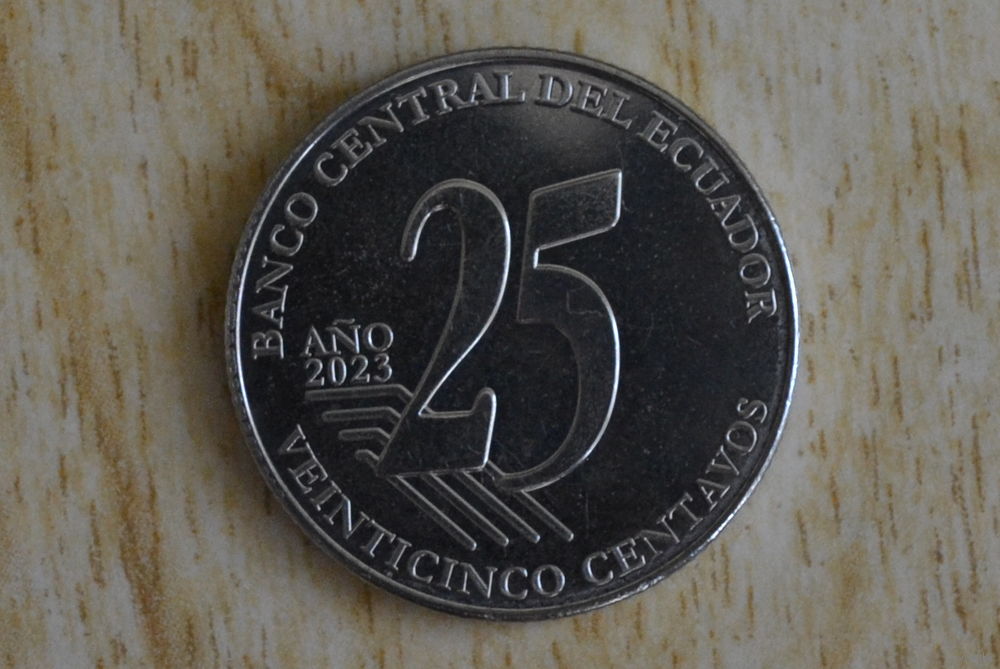 BANCO CENTRAL DEL ECUADOR
25
AÑO
2023
VEINTICINCO CENTAVOS